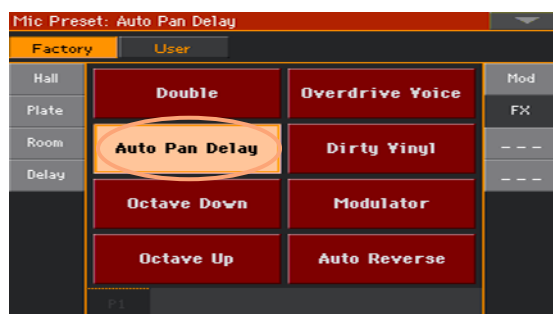 Mic Preset: Auto Pan Delay
Factory User
Hall
Plate
Room
Delay
Double
Overdrive Voice
Auto Pan Delay
Dirty Vinyl
Octave Down
Modulator
Octave Up
Auto Reverse
Mod
FX
---
---
P1